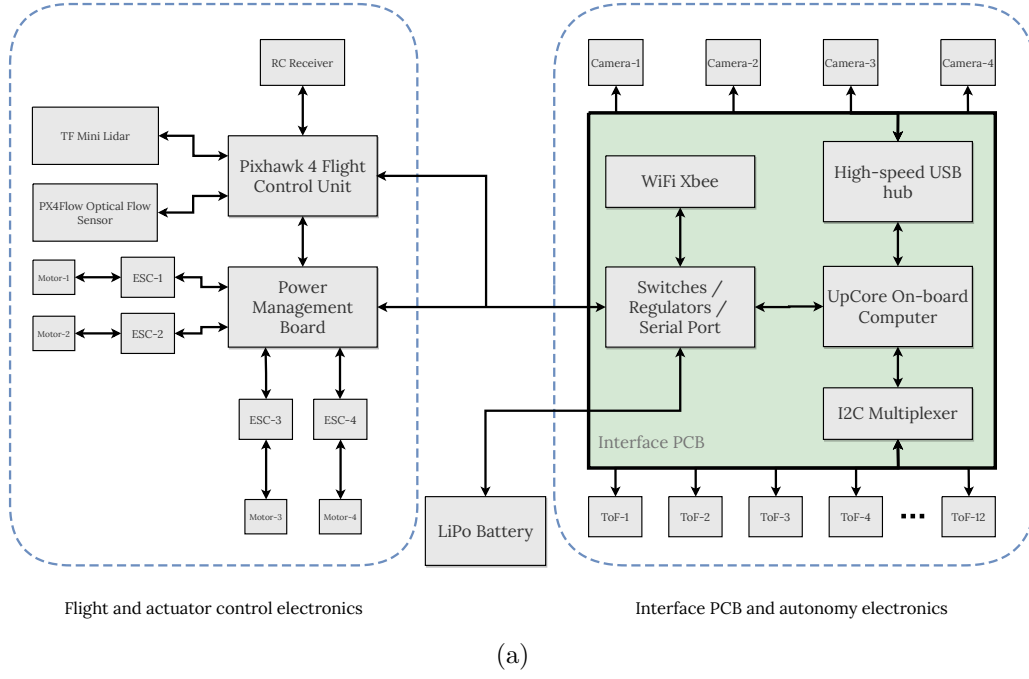 RC Receiver
TF Mini Lidar
Pixhawk 4 Flight
Control Unit
PX4Flow Optical Flow
Sensor
Motor-1
ESC-1
Power
Management
Board
Motor-2
ESC-2
ESC-3
ESC-4
Motor-3
Motor-4
LiPo Battery
Camera-1
Camera-2
Camera-3
Camera-4
WiFi Xbee
High-speed USB
hub
Switches /
Regulators /
Serial Port
UpCore On-board
Computer
I2C Multiplexer
Interface PCB
ToF-1
ToF-2
ToF-3
ToF-4
...
ToF-12
Flight and actuator control electronics
Interface PCB and autonomy electronics
(a)